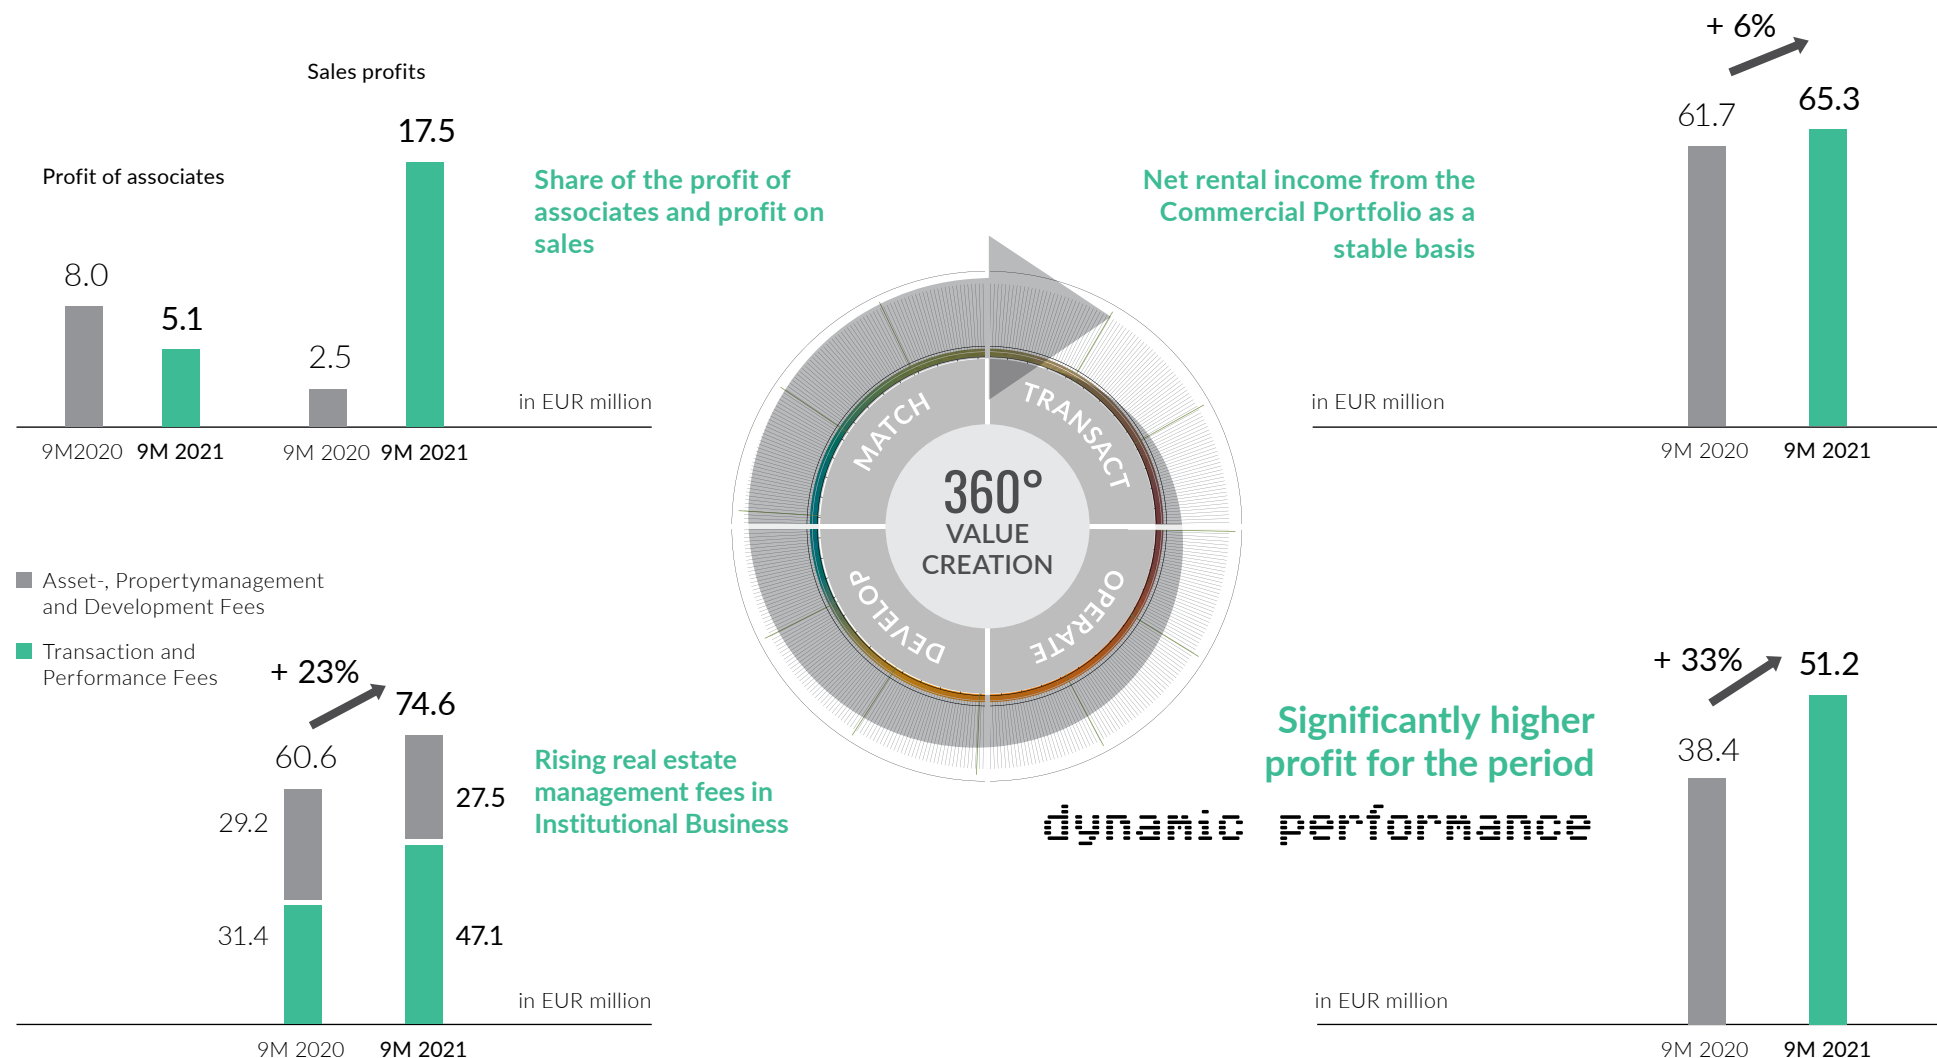 Sales profits
17.5
Profit of associates
8.0
5.1
2.5
in EUR million
9M2020 9M 2021 9M 2020 9M 2021
Share of the profit of
associates and profit on
sales
Net rental income from the
Commercial Portfolio as a
stable basis
+ 6%
61.7
65.3
in EUR million
9M 2020 9M 2021
MATCH
TRANSACT
OPERATE
DEVELOP
360°
VALUE
CREATION
Asset-, Propertymanagement
and Development Fees
Transaction and
Performance Fees
+ 23%
74.6
60.6
29.2
27.5
31.4
47.1
in EUR million
9M 2020 9M 2021
Rising real estate
management fees in
Institutional Business
Significantly higher
profit for the period
dynamic performance
+ 33%
51.2
38.4
in EUR million
9M 2020 9M 2021